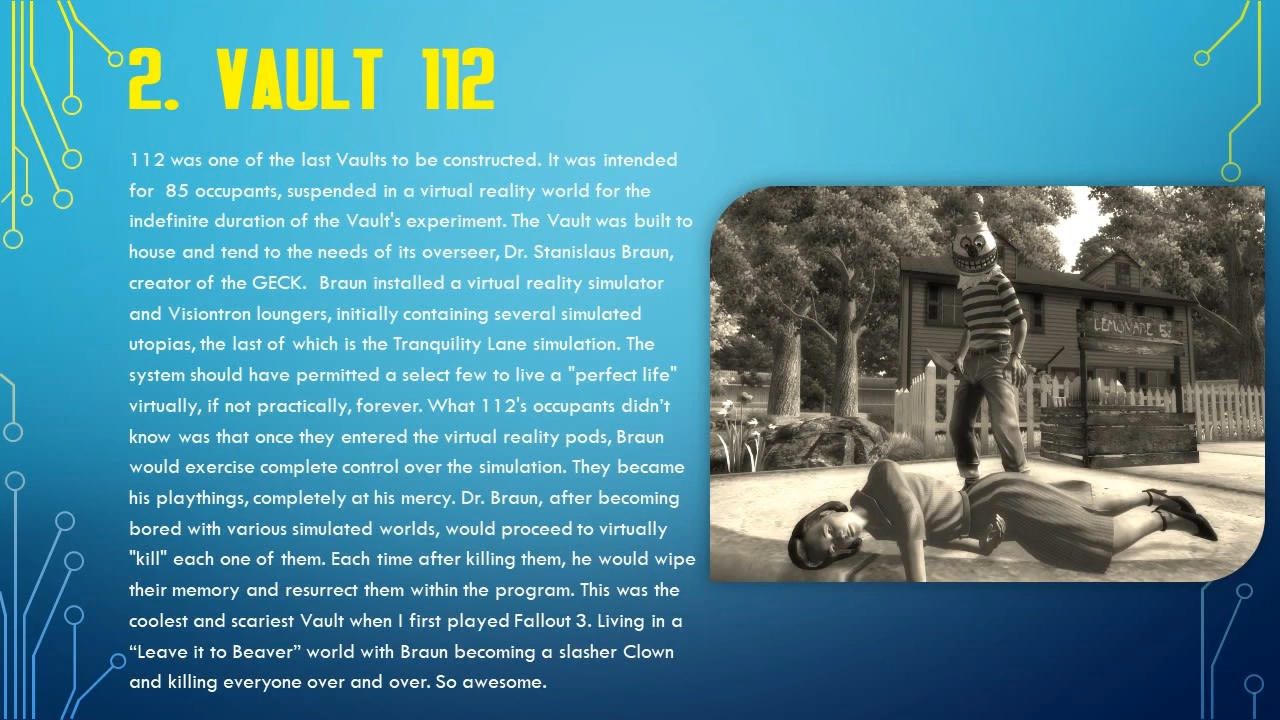 2. VAULT 112
112 was one of the last Vaults to be constructed. It was intended
for  85 occupants, suspended in a virtual reality world for the
indefinite duration of the Vault's experiment. The Vault was built to
house and tend to the needs of its overseer, Dr. Stanislaus Braun,
creator of the GECK.  Braun installed a virtual reality simulator
and Visiontron loungers, initially containing several simulated
utopias, the last of which is the Tranquility Lane simulation. The
system should have permitted a select few to live a "perfect life"
virtually, if not practically, forever. What 112's occupants didn't
know was that once they entered the virtual reality pods, Braun
would exercise complete control over the simulation. They became
his playthings, completely at his mercy. Dr. Braun, after becoming
bored with various simulated worlds, would proceed to virtually
"kill" each one of them. Each time after killing them, he would wipe
their memory and resurrect them within the program. This was the
coolest and scariest Vault when I first played Fallout 3. Living in a
“Leave it to Beaver” world with Braun becoming a slasher Clown
and killing everyone over and over. So awesome.
LEMONADE 5¢